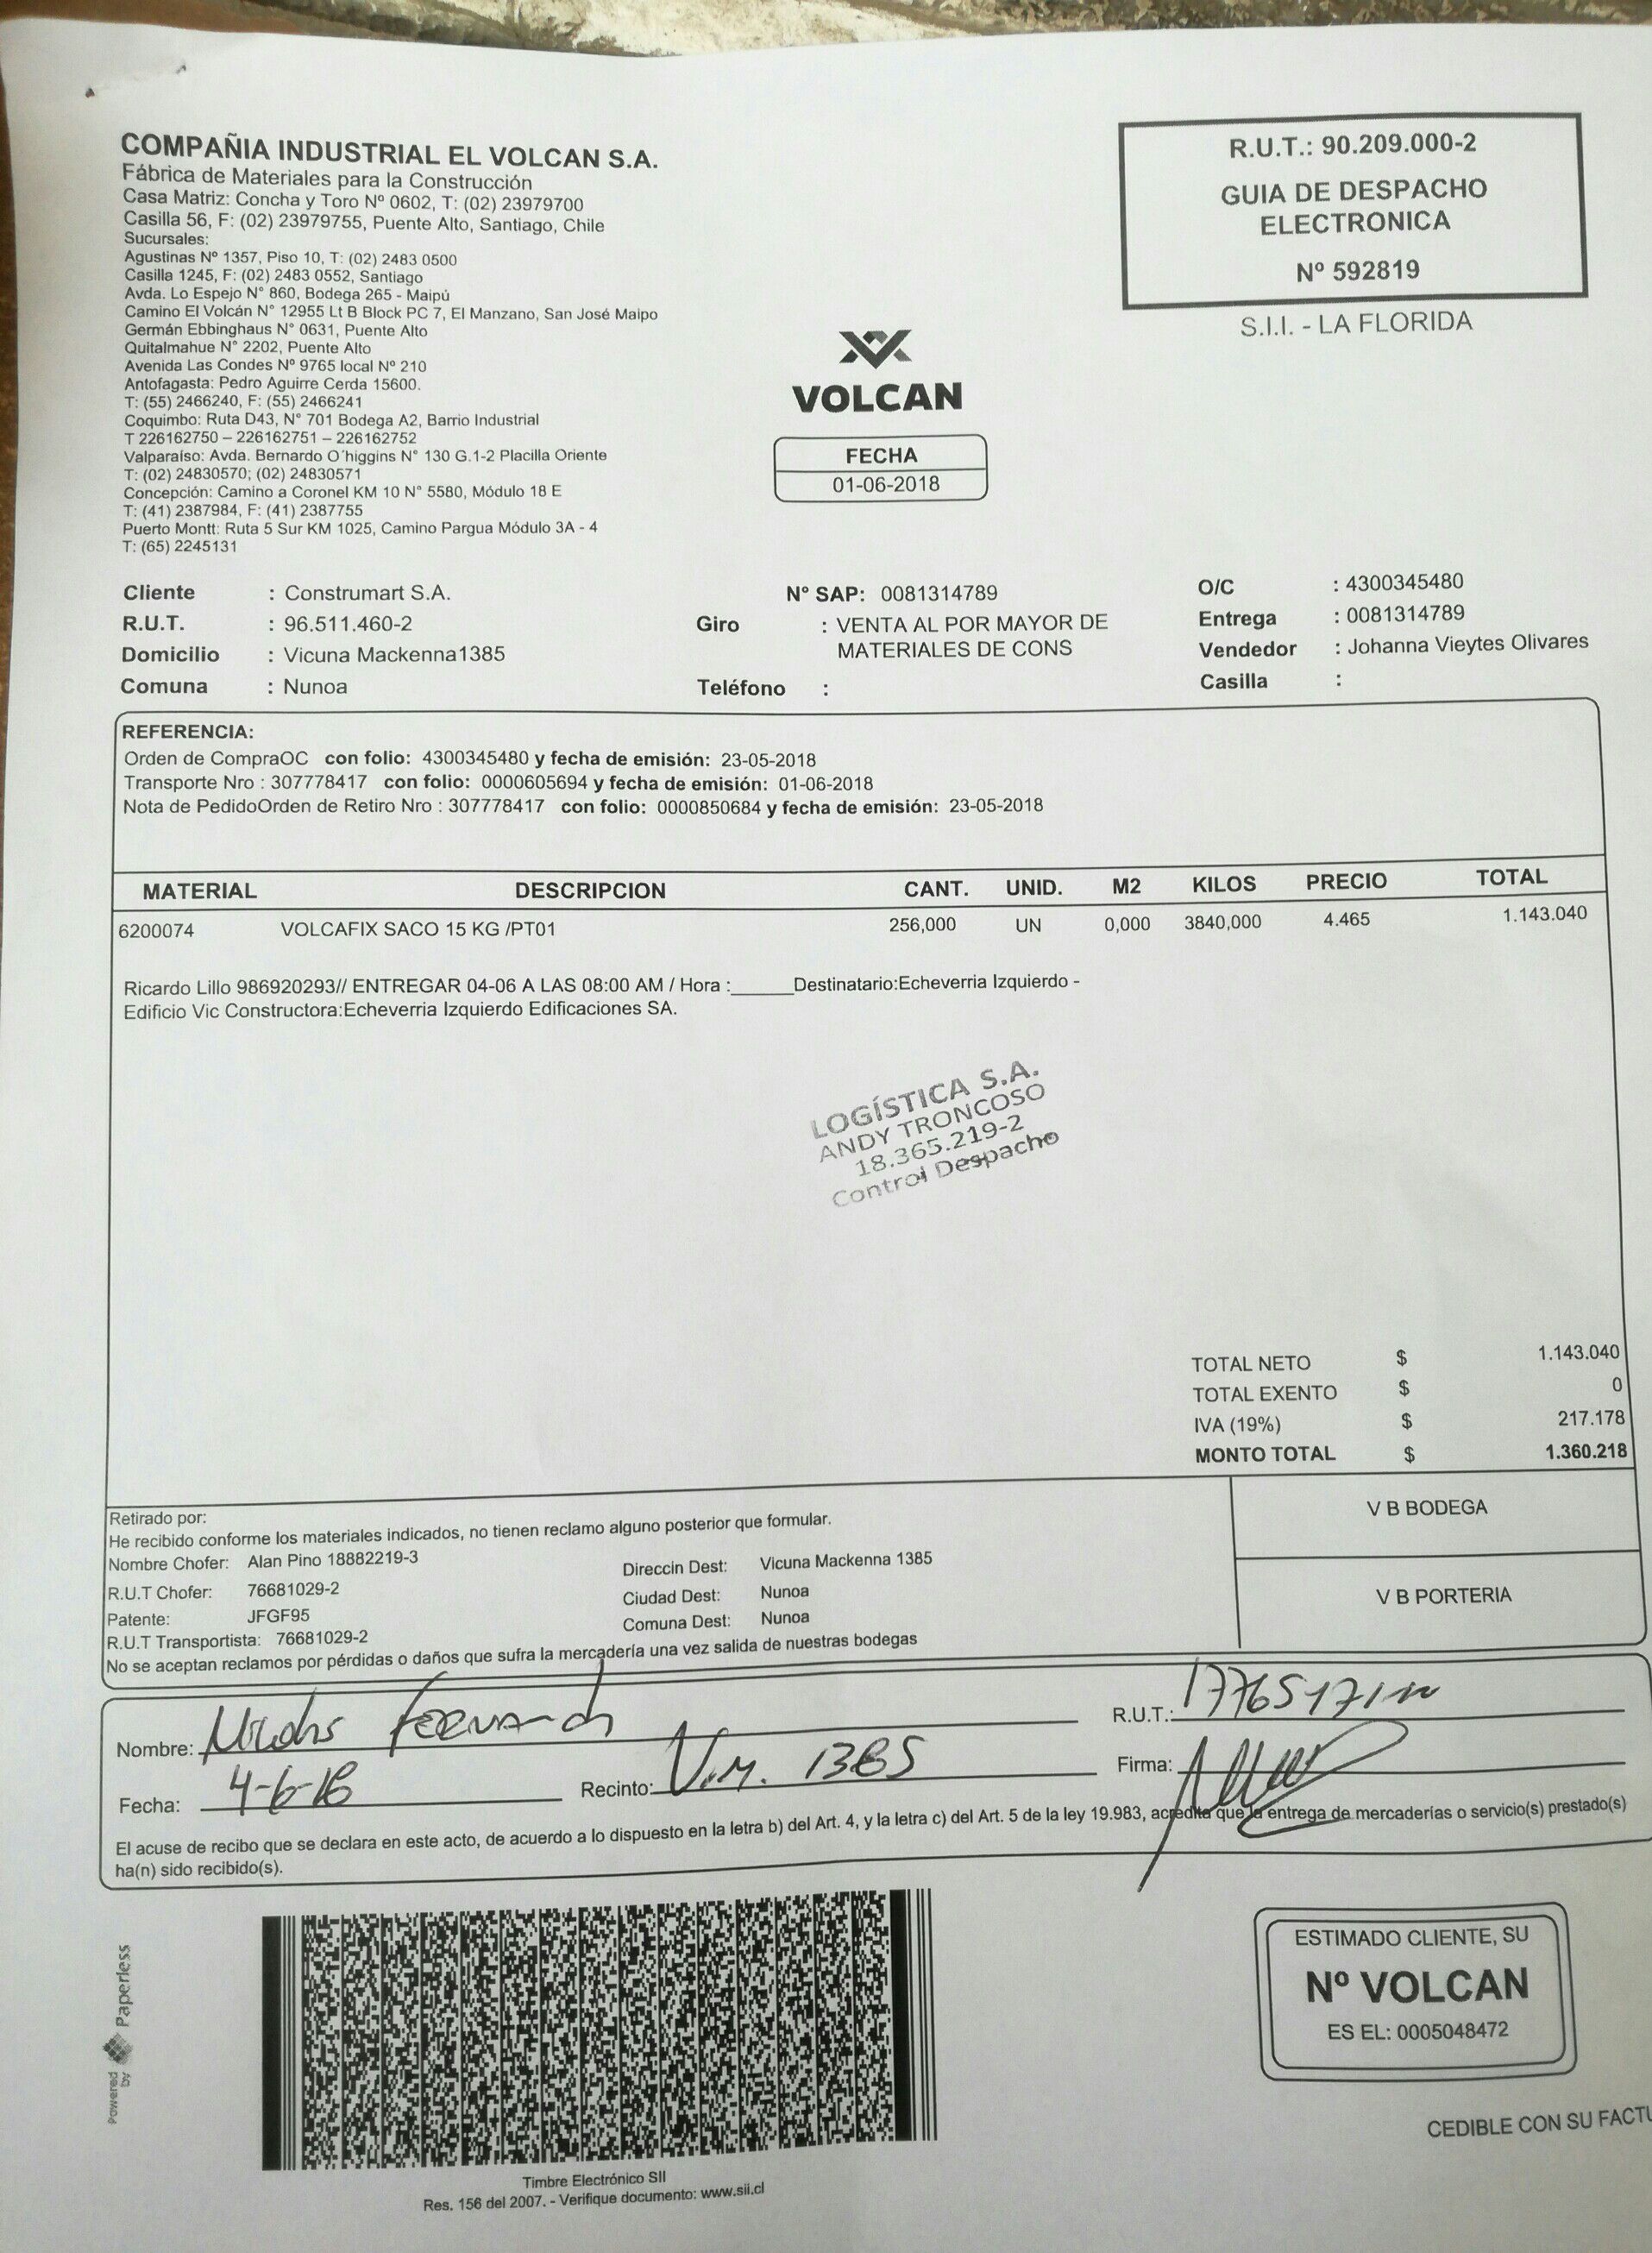 COMPAÑIA INDUSTRIAL EL VOLCAN S.A.
Fábrica de Materiales para la Construcción
Casa Matriz: Concha y Toro Nº 0602, T: (02) 23979700
Casilla 56, F: (02) 23979755, Puente Alto, Santiago, Chile
Sucursales:
Agustinas Nº 1357, Piso 10, T: (02) 2483 0500
Casilla 1245, F: (02) 2483 0552, Santiago
Avda. Lo Espejo N° 860, Bodega 265 - Maipú
Camino El Volcán N° 12955 Lt B Block PC 7, El Manzano, San José Maipo
Germán Ebbinghaus N° 0631, Puente Alto
Quitalmahue N° 2202, Puente Alto
Avenida Las Condes Nº 9765 local Nº 210
Antofagasta: Pedro Aguirre Cerda 15600.
T: (55) 2466240, F: (55) 2466241
Coquimbo: Ruta D43, N° 701 Bodega A2, Barrio Industrial
T 226162750 – 226162751 – 226162752
Valparaíso: Avda. Bernardo O´higgins N° 130 G.1-2 Placilla Oriente
T: (02) 24830570; (02) 24830571
Concepción: Camino a Coronel KM 10 N° 5580, Módulo 18 E
T: (41) 2387984, F: (41) 2387755
Puerto Montt: Ruta 5 Sur KM 1025, Camino Pargua Módulo 3A - 4
T: (65) 2245131
R.U.T.: 90.209.000-2
GUIA DE DESPACHO
ELECTRONICA
Nº 592819
S.I.I. - LA FLORIDA
VOLCAN
FECHA
01-06-2018
Cliente : Construmart S.A.
R.U.T. : 96.511.460-2
Domicilio : Vicuna Mackenna1385
Comuna : Nunoa
N° SAP: 0081314789
Giro : VENTA AL POR MAYOR DE
MATERIALES DE CONS
Teléfono :
O/C : 4300345480
Entrega : 0081314789
Vendedor : Johanna Vieytes Olivares
Casilla :
REFERENCIA:
Orden de CompraOC con folio: 4300345480 y fecha de emisión: 23-05-2018
Transporte Nro : 307778417 con folio: 0000605694 y fecha de emisión: 01-06-2018
Nota de PedidoOrden de Retiro Nro : 307778417 con folio: 0000850684 y fecha de emisión: 23-05-2018
MATERIAL DESCRIPCION CANT. UNID. M2 KILOS PRECIO TOTAL
6200074 VOLCAFIX SACO 15 KG /PT01 256,000 UN 0,000 3840,000 4.465 1.143.040
Ricardo Lillo 986920293// ENTREGAR 04-06 A LAS 08:00 AM / Hora :______Destinatario:Echeverria Izquierdo -
Edificio Vic Constructora:Echeverria Izquierdo Edificaciones SA.
LOGÍSTICA S.A.
ANDY TRONCOSO
18.365.219-2
Control Despacho
TOTAL NETO $ 1.143.040
TOTAL EXENTO $ 0
IVA (19%) $ 217.178
MONTO TOTAL $ 1.360.218
Retirado por:
He recibido conforme los materiales indicados, no tienen reclamo alguno posterior que formular.
Nombre Chofer: Alan Pino 18882219-3
R.U.T Chofer: 76681029-2
Patente: JFGF95
R.U.T Transportista: 76681029-2
Direccin Dest: Vicuna Mackenna 1385
Ciudad Dest: Nunoa
Comuna Dest: Nunoa
No se aceptan reclamos por pérdidas o daños que sufra la mercadería una vez salida de nuestras bodegas
V B BODEGA
V B PORTERIA
Nombre:
R.U.T.:
Fecha: 4-6-18
Recinto: V.M. 1385
Firma:
El acuse de recibo que se declara en este acto, de acuerdo a lo dispuesto en la letra b) del Art. 4, y la letra c) del Art. 5 de la ley 19.983, acredita que la entrega de mercaderías o servicio(s) prestado(s)
ha(n) sido recibido(s).
Powered by Paperless
Timbre Electrónico SII
Res. 156 del 2007. - Verifique documento: www.sii.cl
ESTIMADO CLIENTE, SU
Nº VOLCAN
ES EL: 0005048472
CEDIBLE CON SU FACTU